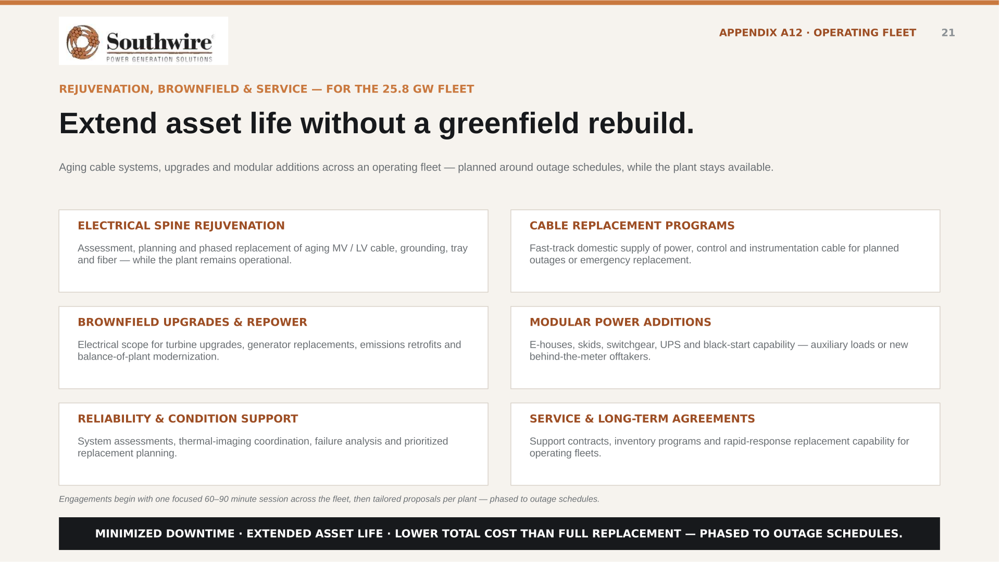 Southwire®
POWER GENERATION SOLUTIONS
APPENDIX A12 · OPERATING FLEET 21
REJUVENATION, BROWNFIELD & SERVICE — FOR THE 25.8 GW FLEET
Extend asset life without a greenfield rebuild.
Aging cable systems, upgrades and modular additions across an operating fleet — planned around outage schedules, while the plant stays available.
ELECTRICAL SPINE REJUVENATION
Assessment, planning and phased replacement of aging MV / LV cable, grounding, tray
and fiber — while the plant remains operational.
CABLE REPLACEMENT PROGRAMS
Fast-track domestic supply of power, control and instrumentation cable for planned
outages or emergency replacement.
BROWNFIELD UPGRADES & REPOWER
Electrical scope for turbine upgrades, generator replacements, emissions retrofits and
balance-of-plant modernization.
MODULAR POWER ADDITIONS
E-houses, skids, switchgear, UPS and black-start capability — auxiliary loads or new
behind-the-meter offtakers.
RELIABILITY & CONDITION SUPPORT
System assessments, thermal-imaging coordination, failure analysis and prioritized
replacement planning.
SERVICE & LONG-TERM AGREEMENTS
Support contracts, inventory programs and rapid-response replacement capability for
operating fleets.
Engagements begin with one focused 60–90 minute session across the fleet, then tailored proposals per plant — phased to outage schedules.
MINIMIZED DOWNTIME · EXTENDED ASSET LIFE · LOWER TOTAL COST THAN FULL REPLACEMENT — PHASED TO OUTAGE SCHEDULES.